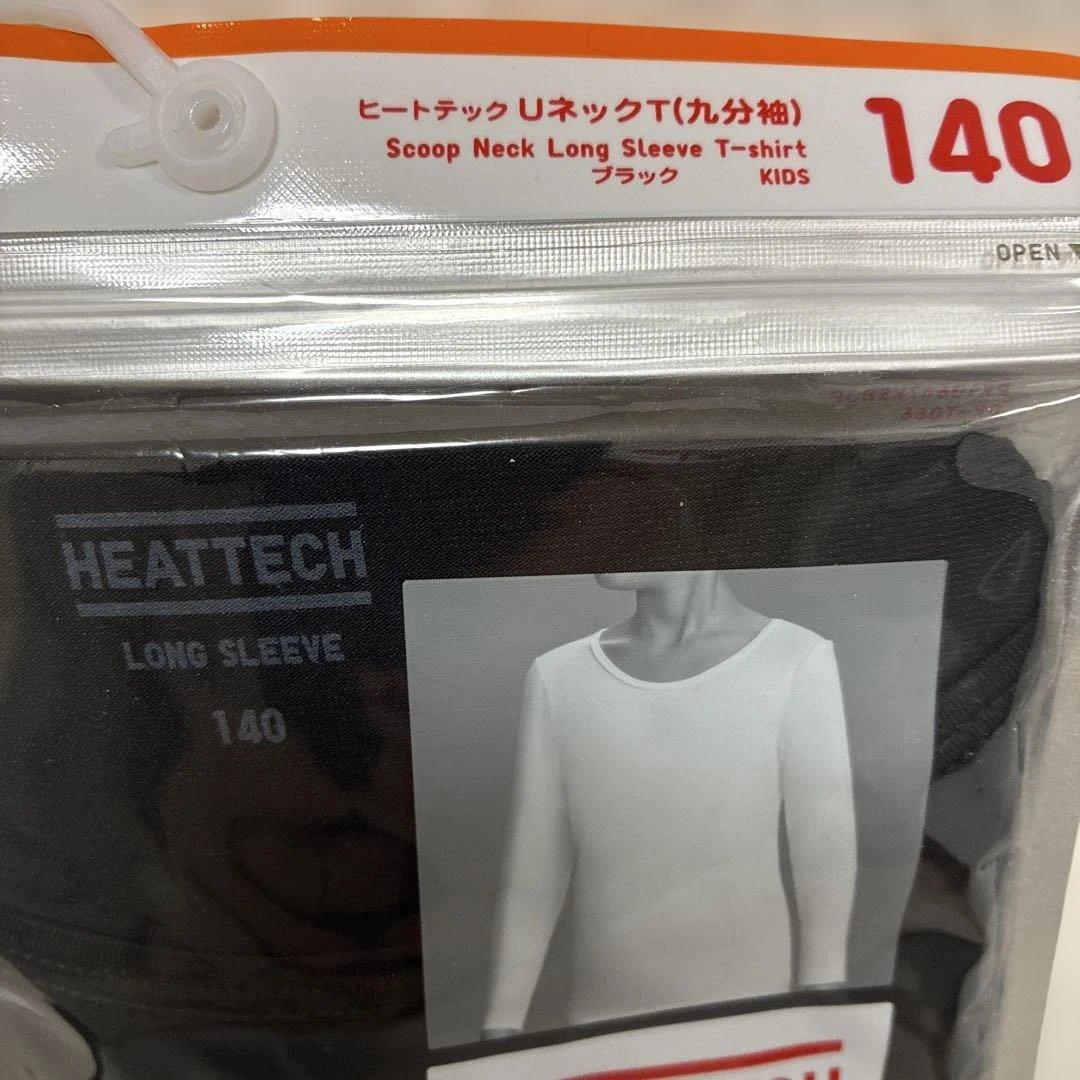 ヒートテック UネックT(九分袖)
Scoop Neck Long Sleeve T-shirt
ブラック KIDS
140
OPEN
HEATTECH
LONG SLEEVE
140